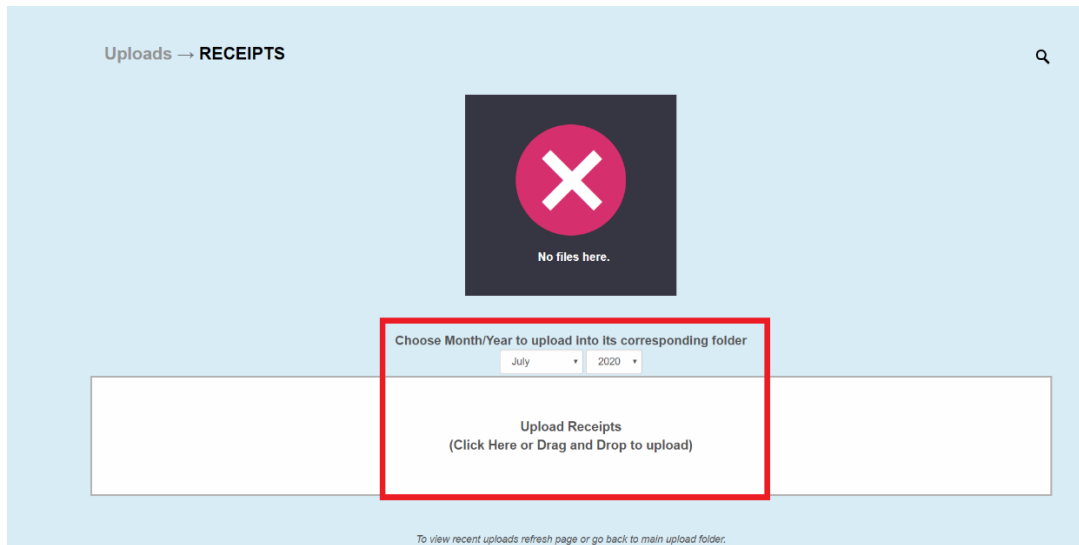 Uploads → RECEIPTS
No files here.
Choose Month/Year to upload into its corresponding folder
July 2020
Upload Receipts
(Click Here or Drag and Drop to upload)
To view recent uploads refresh page or go back to main upload folder.